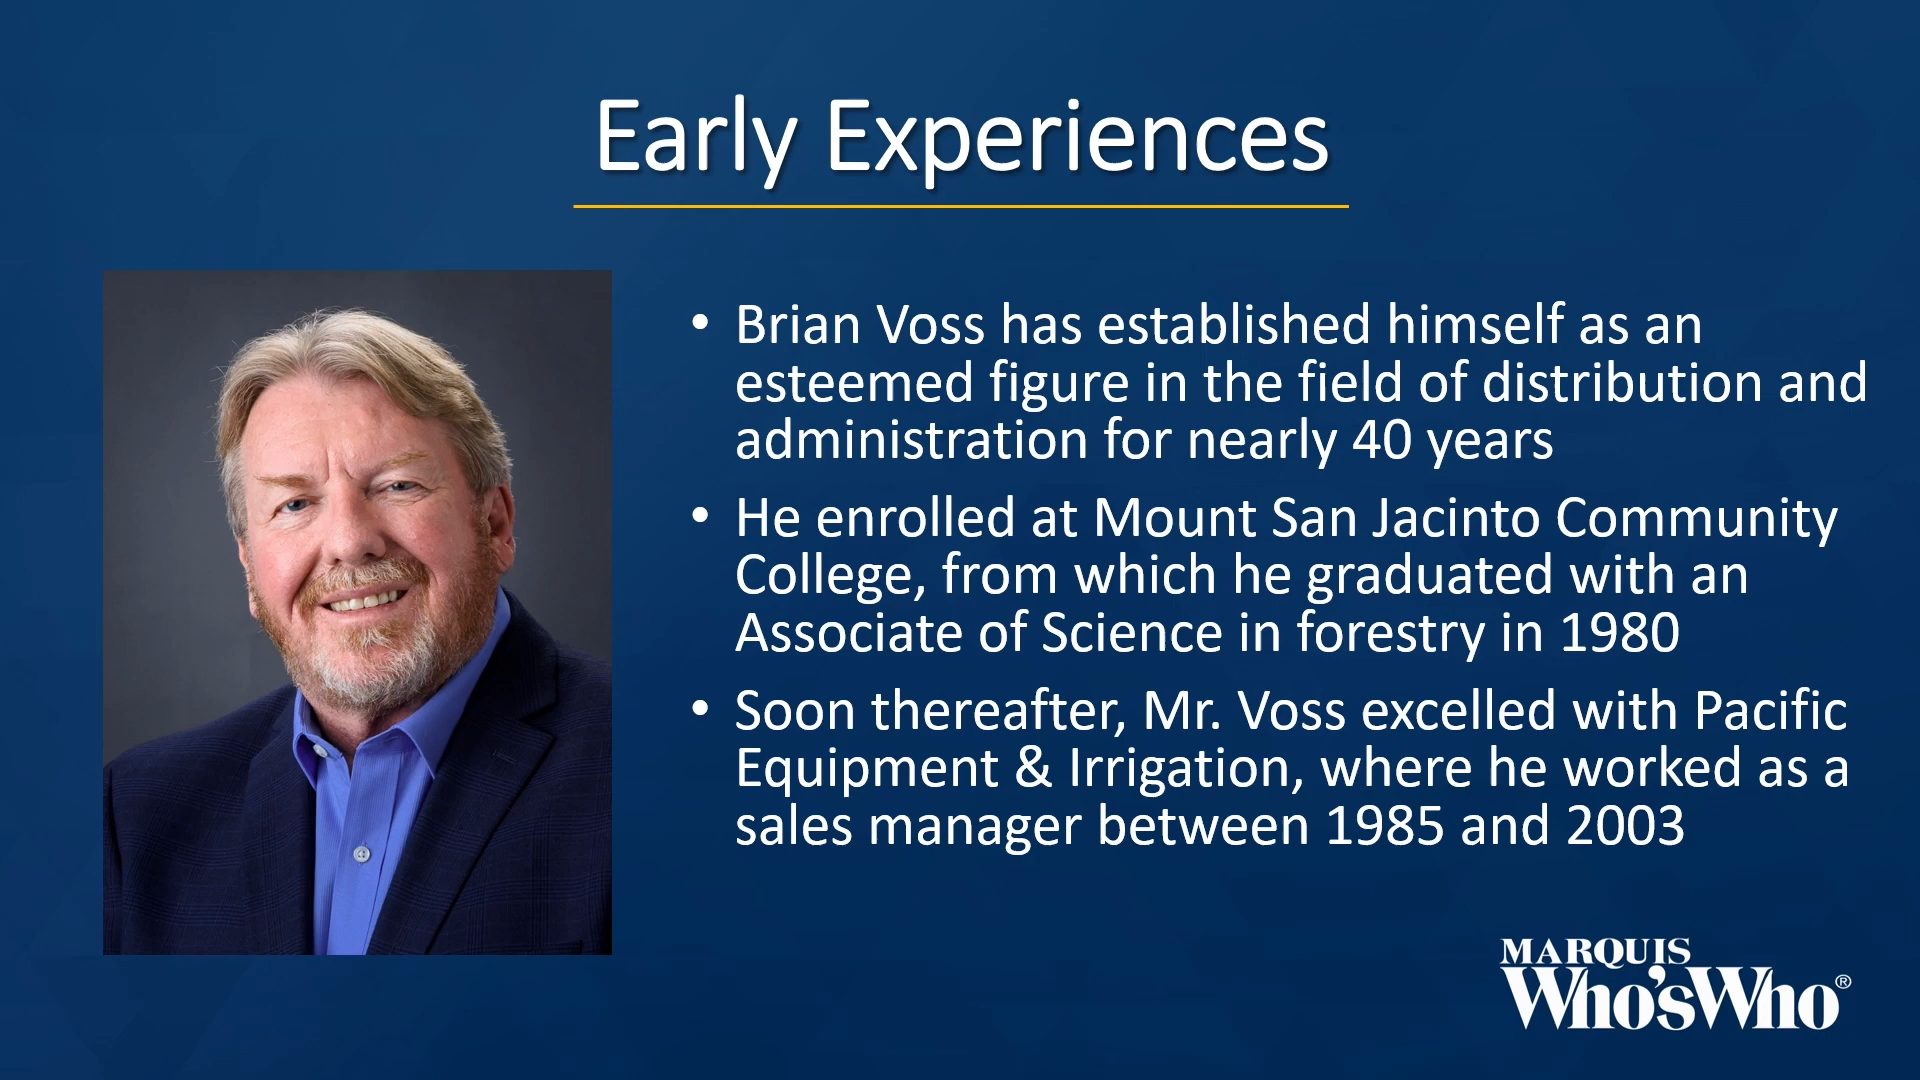 Early Experiences
• Brian Voss has established himself as an
esteemed figure in the field of distribution and
administration for nearly 40 years
• He enrolled at Mount San Jacinto Community
College, from which he graduated with an
Associate of Science in forestry in 1980
• Soon thereafter, Mr. Voss excelled with Pacific
Equipment & Irrigation, where he worked as a
sales manager between 1985 and 2003
MARQUIS
Who'sWho®